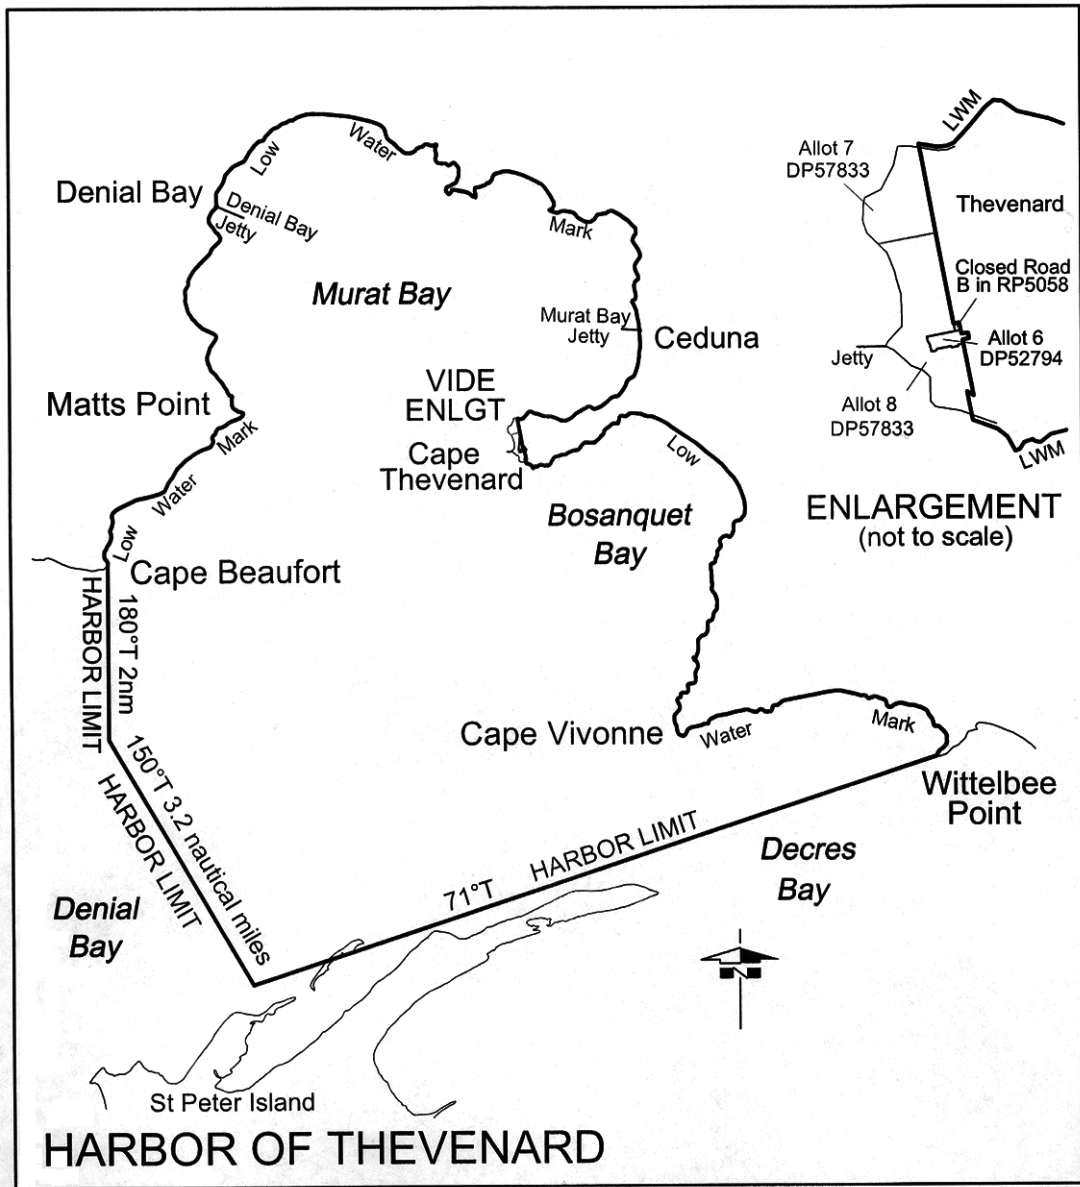 Low
Water
Denial Bay
Denial Bay
Jetty
Mark
Murat Bay
Murat Bay
Jetty
Ceduna
VIDE
ENLGT
Matts Point
Mark
Cape
Thevenard
Low
Water
Bosanquet
Bay
Low
Cape Beaufort
HARBOR LIMIT
180°T 2nm
Cape Vivonne
Water
Mark
150°T 3.2 nautical miles
HARBOR LIMIT
Wittelbee
Point
71°T HARBOR LIMIT
Decres
Bay
Denial
Bay
N
St Peter Island
HARBOR OF THEVENARD
LWM
Allot 7
DP57833
Thevenard
Closed Road
B in RP5058
Jetty
Allot 6
DP52794
Allot 8
DP57833
LWM
ENLARGEMENT
(not to scale)